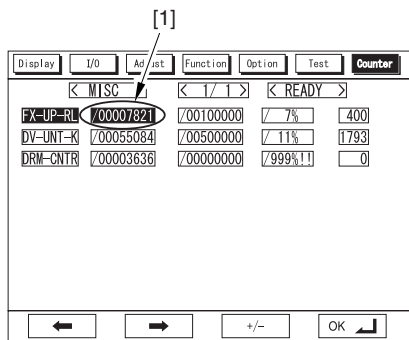 [1]
Display I/O Adjust Function Option Test Counter
< MISC > < 1/ 1 > < READY >
FX-UP-RL /00007821 /00100000 / 7% 400
DV-UNT-K /00055084 /00500000 / 11% 1793
DRM-CNTR /00003636 /00000000 /999%!! 0
+/- OK